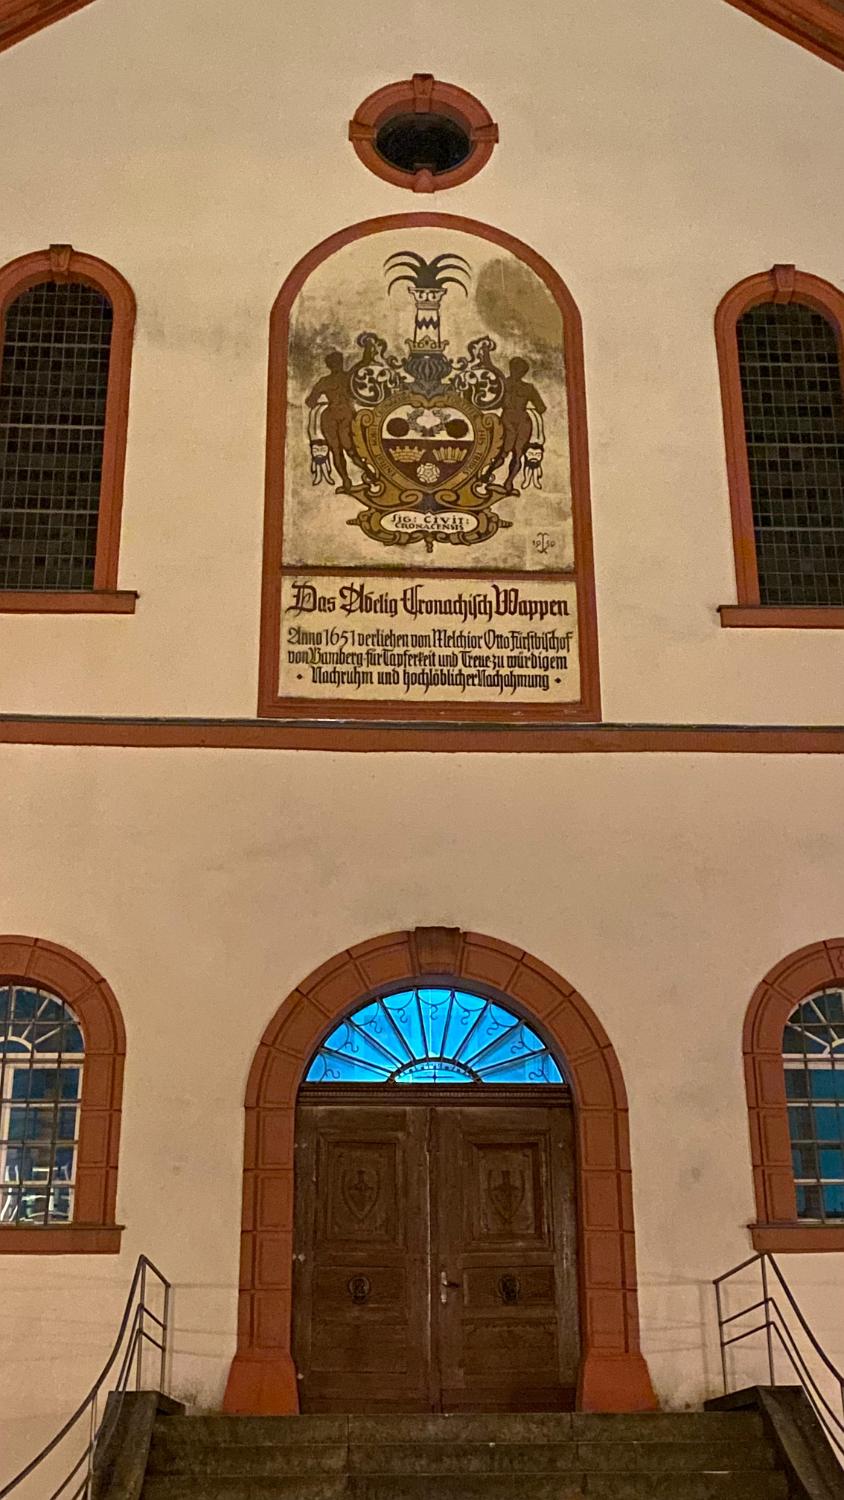 SIG: CIVIT:
CRONACENSIS
Das Adelig Cronachisch Wappen
Anno 1651 verliehen von Melchior Otto Fürstbischof
von Bamberg für Tapferkeit und Treue zu würdigem
Nachruhm und hochlöblicher Nachahmung